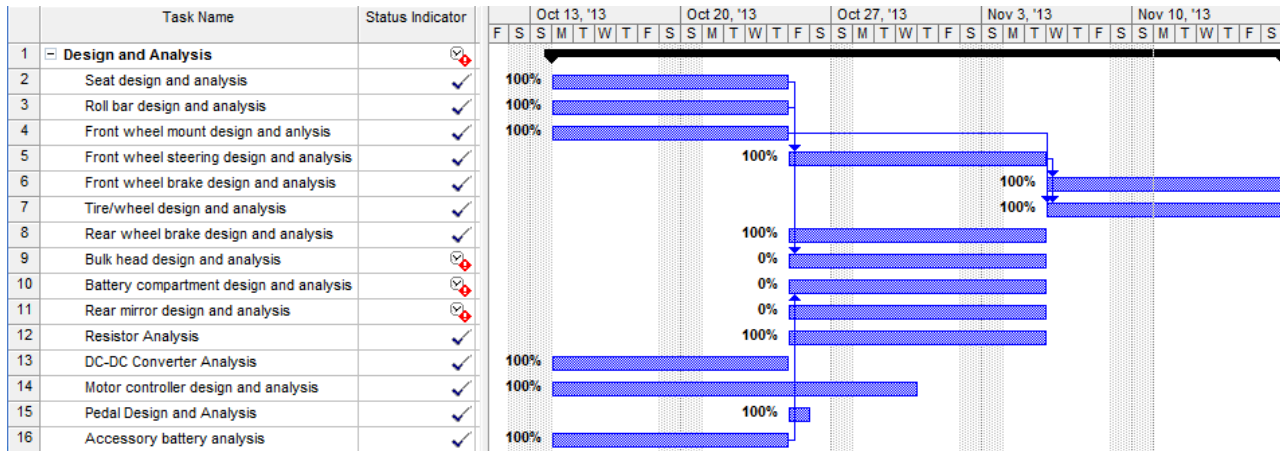 Task Name Status Indicator Oct 13, '13 Oct 20, '13 Oct 27, '13 Nov 3, '13 Nov 10, '13
F S S M T W T F S S M T W T F S S M T W T F S S M T W T F S S M T W T F S
1 Design and Analysis
2 Seat design and analysis 100%
3 Roll bar design and analysis 100%
4 Front wheel mount design and anlysis 100%
5 Front wheel steering design and analysis 100%
6 Front wheel brake design and analysis 100%
7 Tire/wheel design and analysis 100%
8 Rear wheel brake design and analysis 100%
9 Bulk head design and analysis 0%
10 Battery compartment design and analysis 0%
11 Rear mirror design and analysis 0%
12 Resistor Analysis 100%
13 DC-DC Converter Analysis 100%
14 Motor controller design and analysis 100%
15 Pedal Design and Analysis 100%
16 Accessory battery analysis 100%